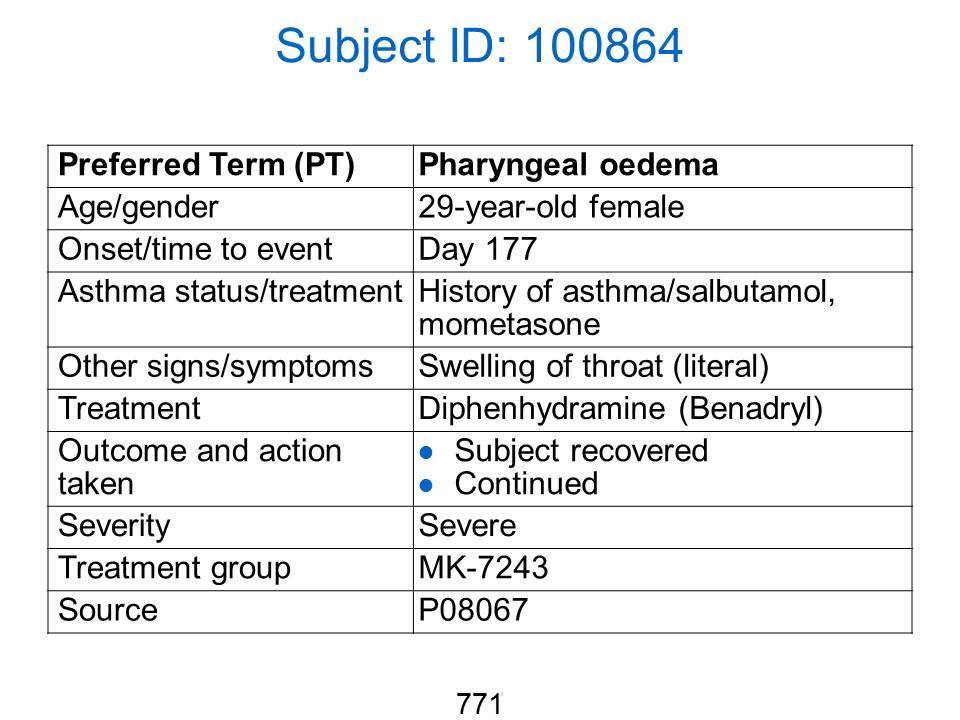 Subject ID: 100864
Preferred Term (PT) Pharyngeal oedema
Age/gender 29-year-old female
Onset/time to event Day 177
Asthma status/treatment History of asthma/salbutamol,
mometasone
Other signs/symptoms Swelling of throat (literal)
Treatment Diphenhydramine (Benadryl)
Outcome and action ● Subject recovered
taken ● Continued
Severity Severe
Treatment group MK-7243
Source P08067
771